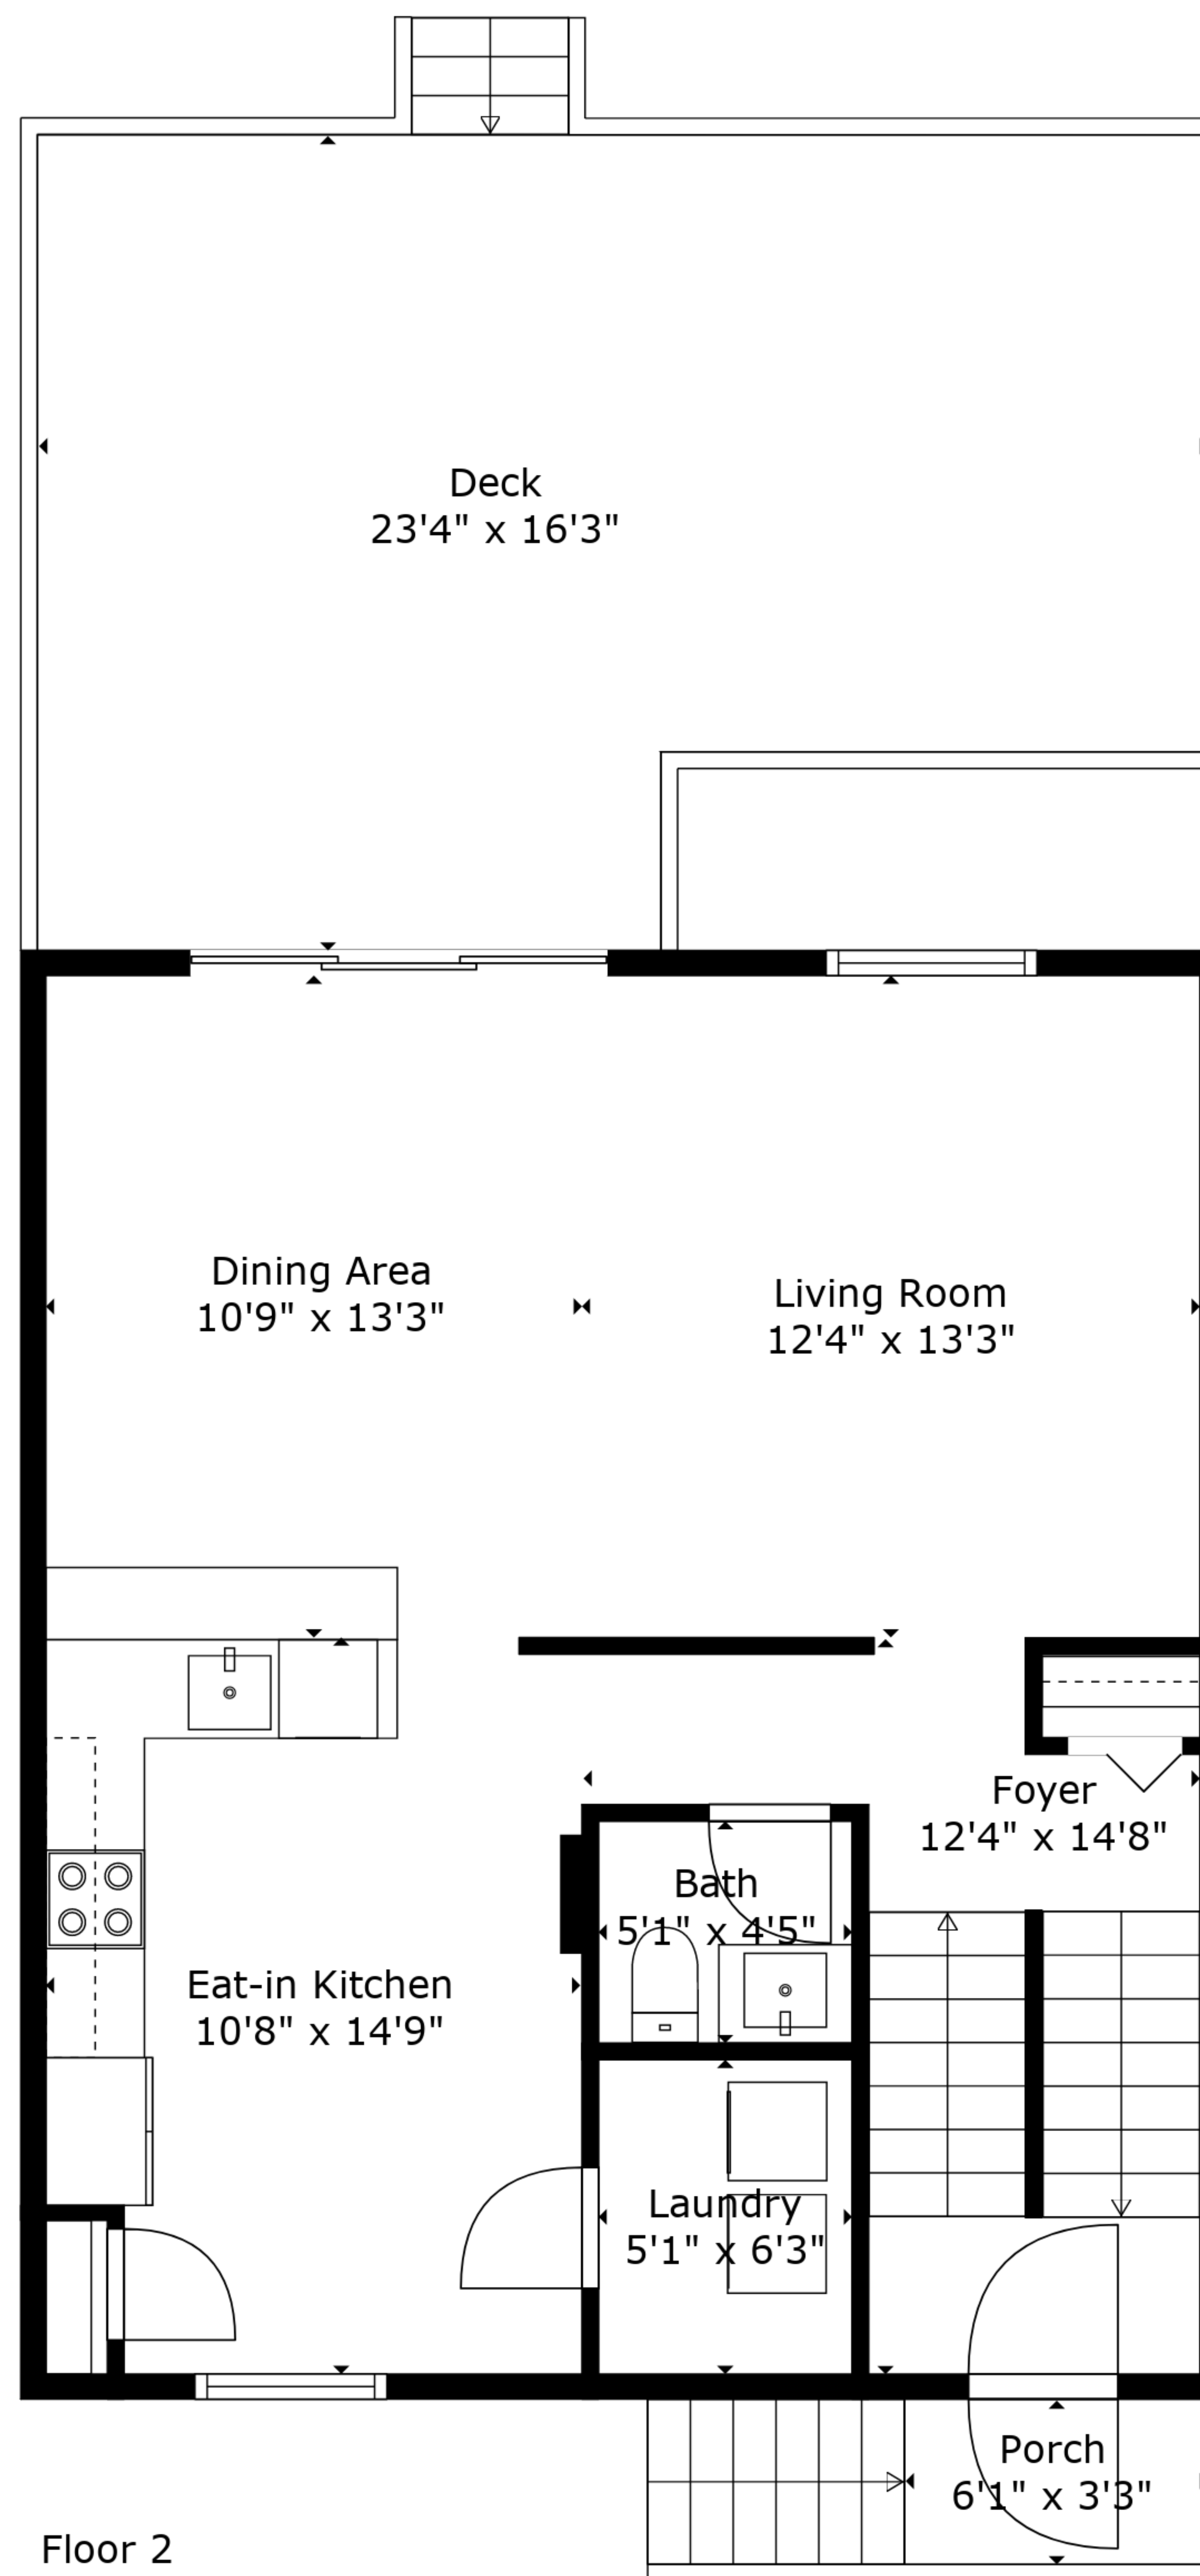 Deck
23'4" x 16'3"
Dining Area
10'9" x 13'3"
Living Room
12'4" x 13'3"
Foyer
12'4" x 14'8"
Bath
5'1" x 4'5"
Eat-in Kitchen
10'8" x 14'9"
Laundry
5'1" x 6'3"
Porch
6'1" x 3'3"
Floor 2